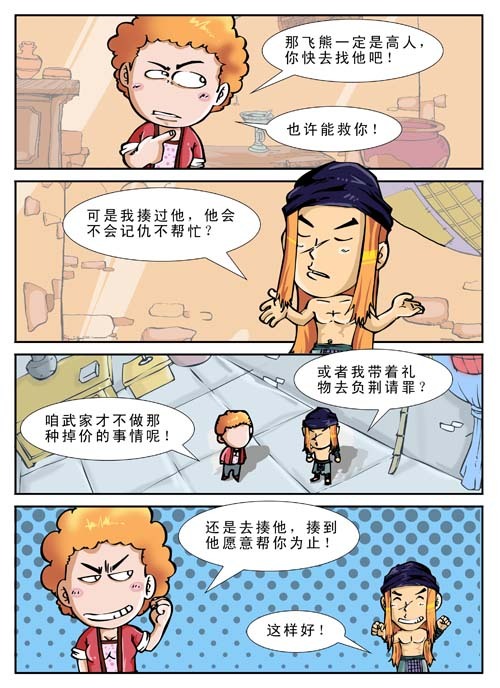 那飞熊一定是高人，
你快去找他吧！
也许能救你！
可是我揍过他，他会
不会记仇不帮忙？
或者我带着礼
物去负荆请罪？
咱武家才不做那
种掉价的事情呢！
还是去揍他，揍到
他愿意帮你为止！
这样好！
人